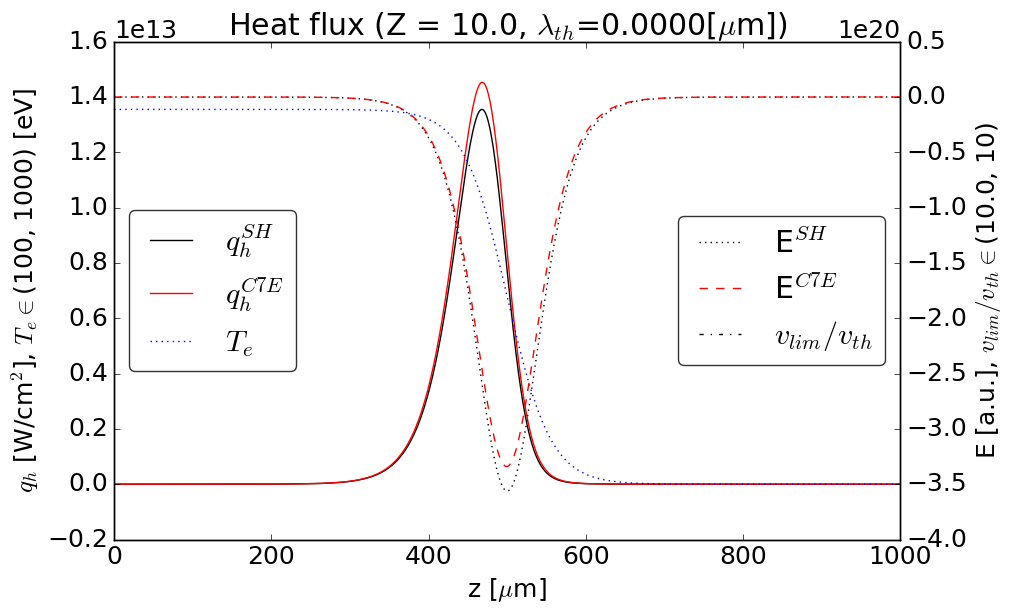 Heat flux (Z = 10.0, λ_th=0.0000[μm])
1e13
1e20
1.6
1.4
1.2
1.0
0.8
0.6
0.4
0.2
0.0
−0.2
q_h [W/cm²], T_e ∈ (100, 1000) [eV]
q_h^SH
q_h^C7E
T_e
E^SH
E^C7E
v_lim/v_th
0.5
0.0
−0.5
−1.0
−1.5
−2.0
−2.5
−3.0
−3.5
−4.0
E [a.u.], v_lim/v_th ∈ (10.0, 10)
0
200
400
600
800
1000
z [μm]